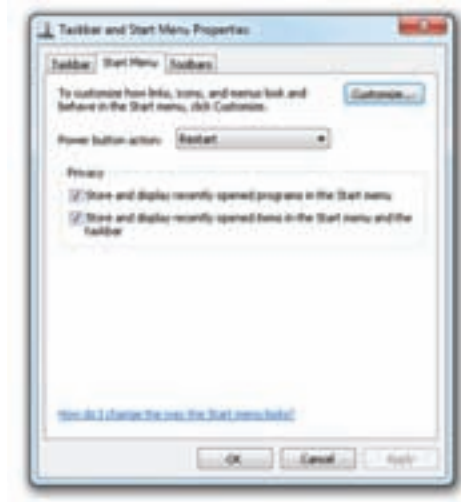 Taskbar and Start Menu Properties
Taskbar Start Menu Toolbars
To customize how links, icons, and menus look and
behave in the Start menu, click Customize.
Customize...
Power button action: Restart
Privacy
Store and display recently opened programs in the Start menu
Store and display recently opened items in the Start menu and the
taskbar
How do I change the way the Start menu looks?
OK Cancel Apply